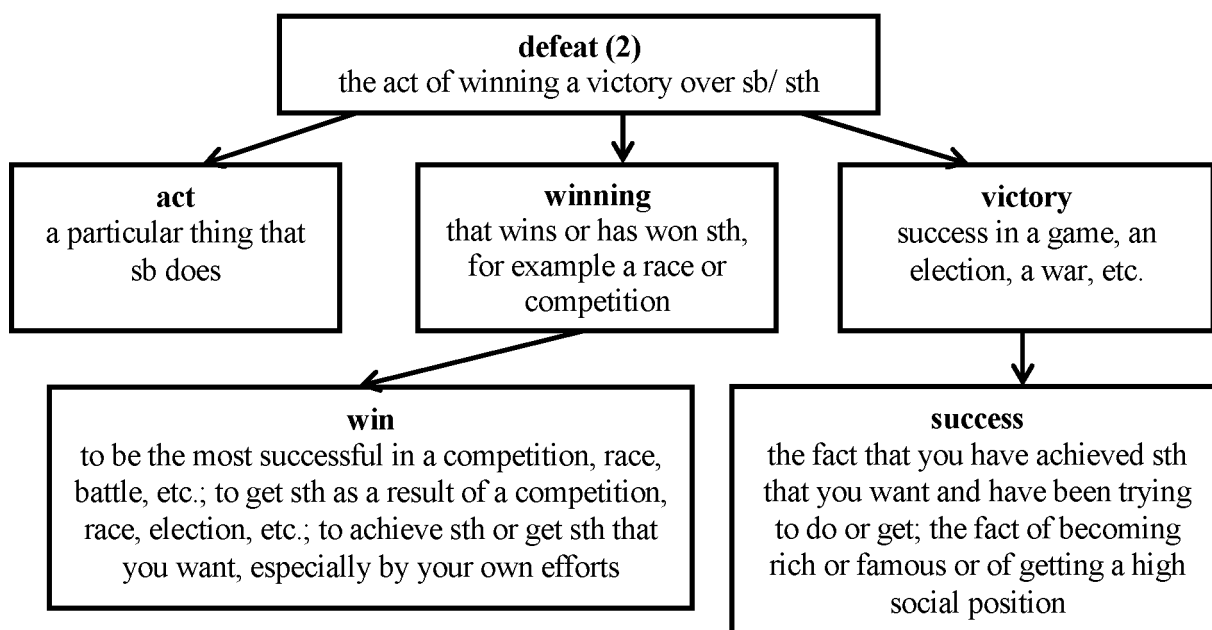 defeat (2)
the act of winning a victory over sb/ sth
act
a particular thing that
sb does
winning
that wins or has won sth,
for example a race or
competition
victory
success in a game, an
election, a war, etc.
win
to be the most successful in a competition, race,
battle, etc.; to get sth as a result of a competition,
race, election, etc.; to achieve sth or get sth that
you want, especially by your own efforts
success
the fact that you have achieved sth
that you want and have been trying
to do or get; the fact of becoming
rich or famous or of getting a high
social position